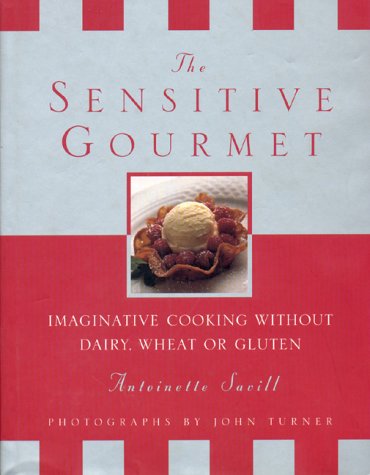 The
SENSITIVE
GOURMET
IMAGINATIVE COOKING WITHOUT
DAIRY, WHEAT OR GLUTEN
Antoinette Savill
PHOTOGRAPHS BY JOHN TURNER